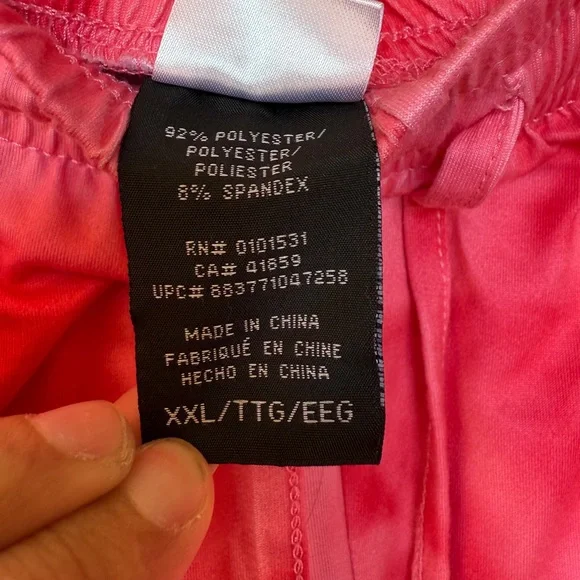 92% POLYESTER/
POLYESTER/
POLIESTER
8% SPANDEX
RN# 0101531
CA# 41859
UPC# 883771047258
MADE IN CHINA
FABRIQUÉ EN CHINE
HECHO EN CHINA
XXL/TTG/EEG